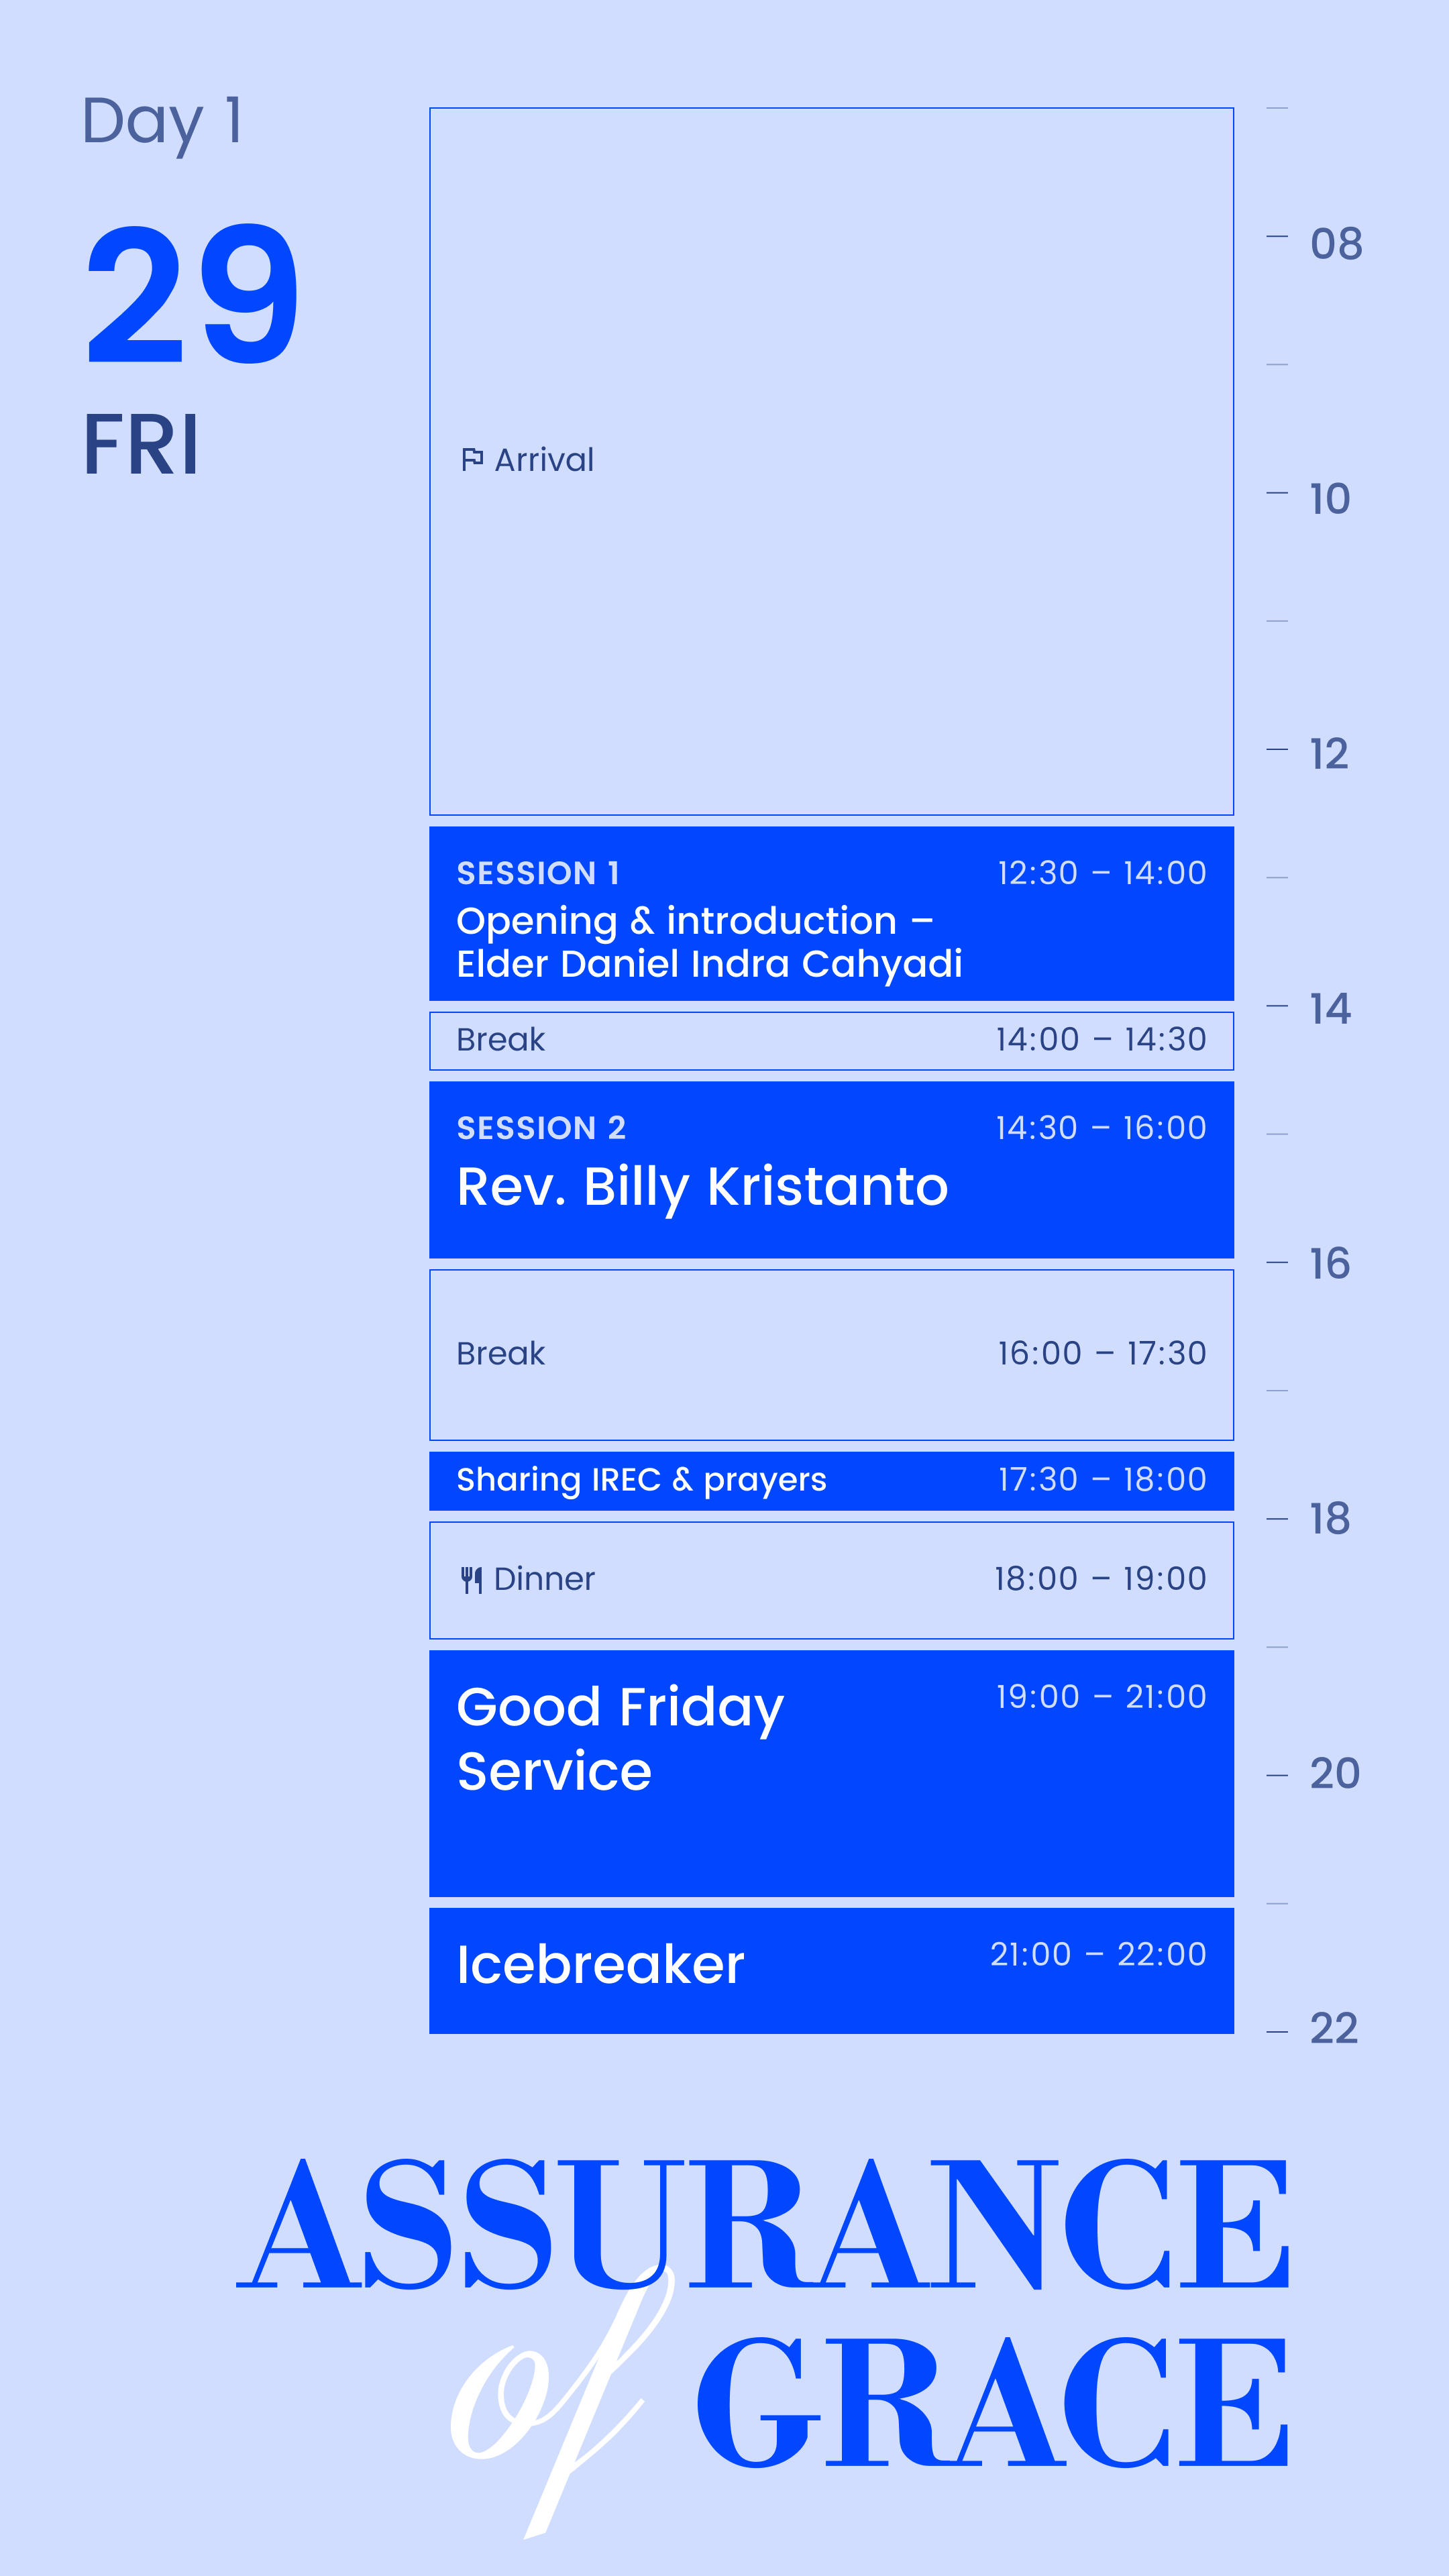 Day 1
29
FRI
08
Arrival
10
12
SESSION 1 12:30 – 14:00
Opening & introduction –
Elder Daniel Indra Cahyadi
14
Break 14:00 – 14:30
SESSION 2 14:30 – 16:00
Rev. Billy Kristanto
16
Break 16:00 – 17:30
Sharing IREC & prayers 17:30 – 18:00
18
Dinner 18:00 – 19:00
Good Friday 19:00 – 21:00
Service
20
Icebreaker 21:00 – 22:00
22
ASSURANCE
of GRACE